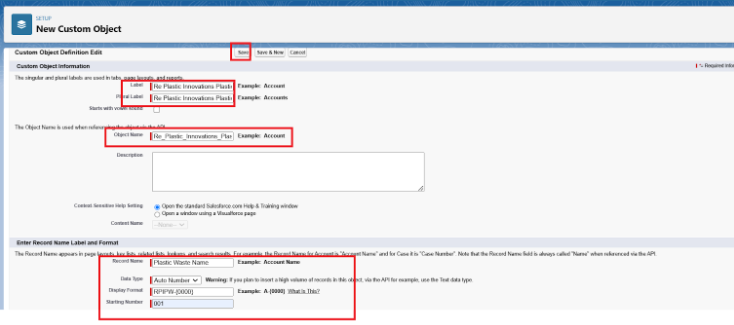 SETUP
New Custom Object
Custom Object Definition Edit
Save Save & New Cancel
Custom Object Information
The singular and plural labels are used in tabs, page layouts, and reports.
Label Re Plastic Innovations Example: Account
Plural Label Re Plastic Innovations Example: Accounts
Starts with vowel sound
The Object Name is used when referencing the object via the API.
Object Name Re_Plastic_Innovations_Plas Example: Account
Description
Context-Sensitive Help Setting Open the standard Salesforce.com Help & Training window
Open a window using a Visualforce page
Content Name --None--
Enter Record Name Label and Format
The Record Name appears in page layouts, key lists, related lists, lookups, and search results. For example, the Record Name for Account is "Account Name" and for Case it is "Case Number". Note that the Record Name field is always called "Name" when referenced via the API.
Record Name Plastic Waste Name Example: Account Name
Data Type Auto Number Warning: If you plan to insert a high volume of records in this object, via the API for example, use the Text data type.
Display Format RPIPW-{0000} Example: A-{0000} What Is This?
Starting Number 001